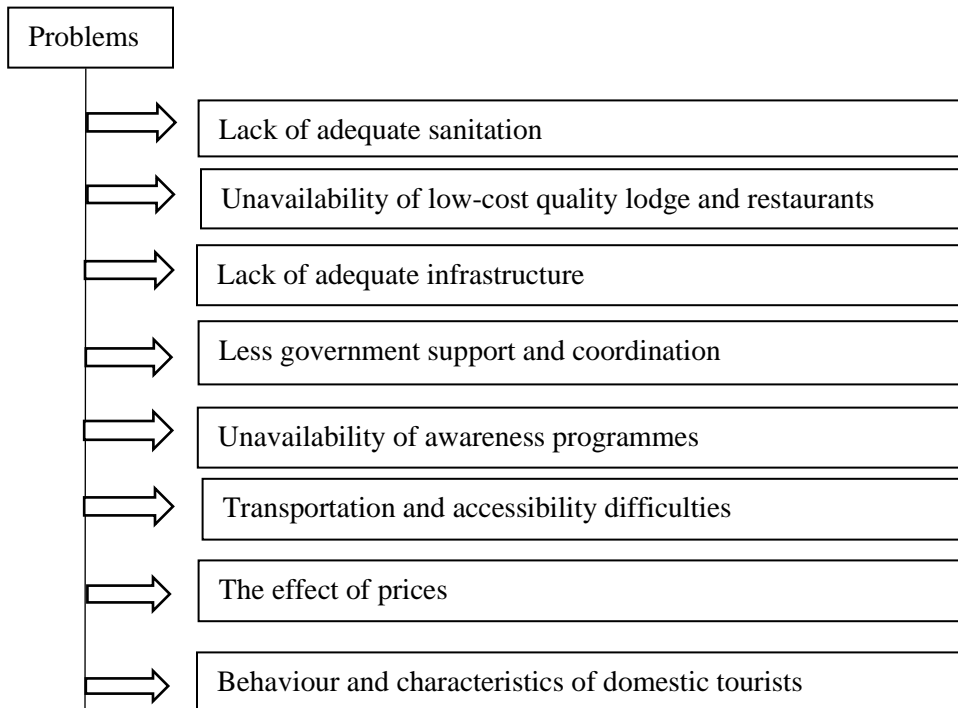 Problems
Lack of adequate sanitation
Unavailability of low-cost quality lodge and restaurants
Lack of adequate infrastructure
Less government support and coordination
Unavailability of awareness programmes
Transportation and accessibility difficulties
The effect of prices
Behaviour and characteristics of domestic tourists